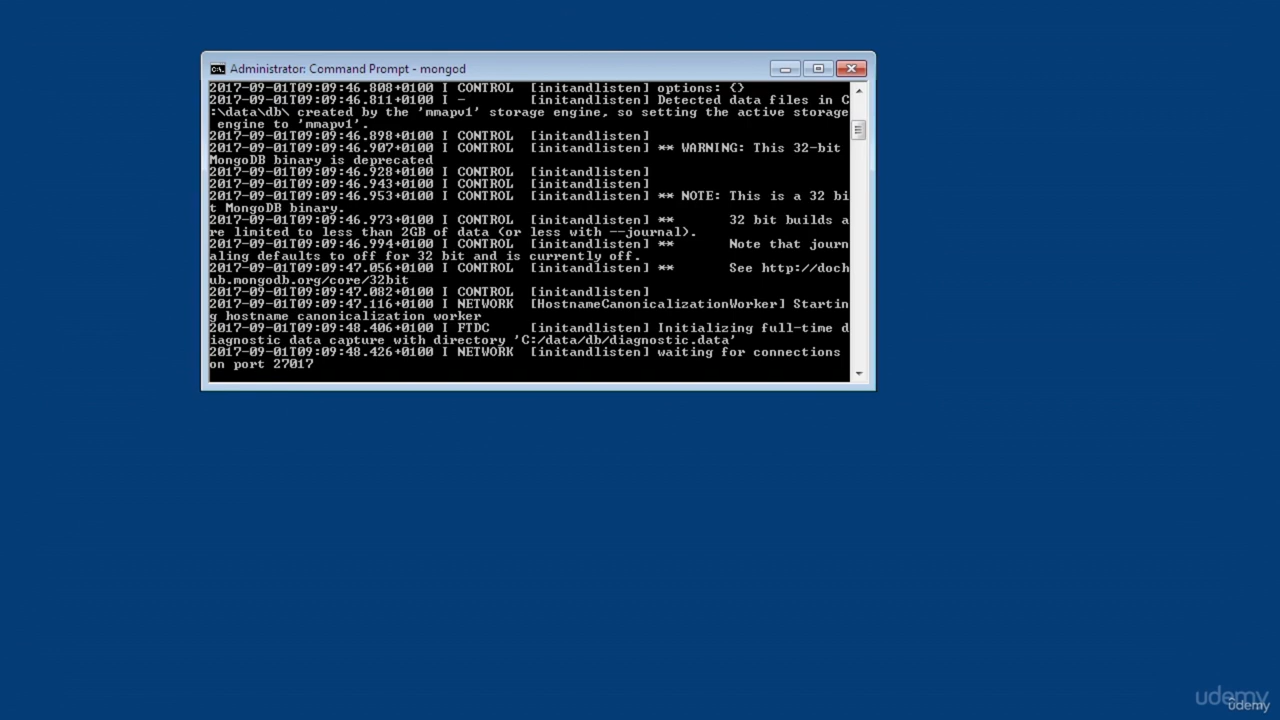 Administrator: Command Prompt - mongod
2017-09-01T09:09:46.808+0100 I CONTROL  [initandlisten] options: {}
2017-09-01T09:09:46.811+0100 I -        [initandlisten] Detected data files in C
:\data\db\ created by the 'mmapv1' storage engine, so setting the active storage
 engine to 'mmapv1'.
2017-09-01T09:09:46.898+0100 I CONTROL  [initandlisten]
2017-09-01T09:09:46.907+0100 I CONTROL  [initandlisten] ** WARNING: This 32-bit
MongoDB binary is deprecated
2017-09-01T09:09:46.928+0100 I CONTROL  [initandlisten]
2017-09-01T09:09:46.943+0100 I CONTROL  [initandlisten]
2017-09-01T09:09:46.953+0100 I CONTROL  [initandlisten] ** NOTE: This is a 32 bi
t MongoDB binary.
2017-09-01T09:09:46.973+0100 I CONTROL  [initandlisten] **       32 bit builds a
re limited to less than 2GB of data (or less with --journal).
2017-09-01T09:09:46.994+0100 I CONTROL  [initandlisten] **       Note that journ
aling defaults to off for 32 bit and is currently off.
2017-09-01T09:09:47.056+0100 I CONTROL  [initandlisten] **       See http://doch
ub.mongodb.org/core/32bit
2017-09-01T09:09:47.082+0100 I CONTROL  [initandlisten]
2017-09-01T09:09:47.116+0100 I NETWORK  [HostnameCanonicalizationWorker] Startin
g hostname canonicalization worker
2017-09-01T09:09:48.406+0100 I FTDC     [initandlisten] Initializing full-time d
iagnostic data capture with directory 'C:/data/db/diagnostic.data'
2017-09-01T09:09:48.426+0100 I NETWORK  [initandlisten] waiting for connections
on port 27017
udemy
ûdemy